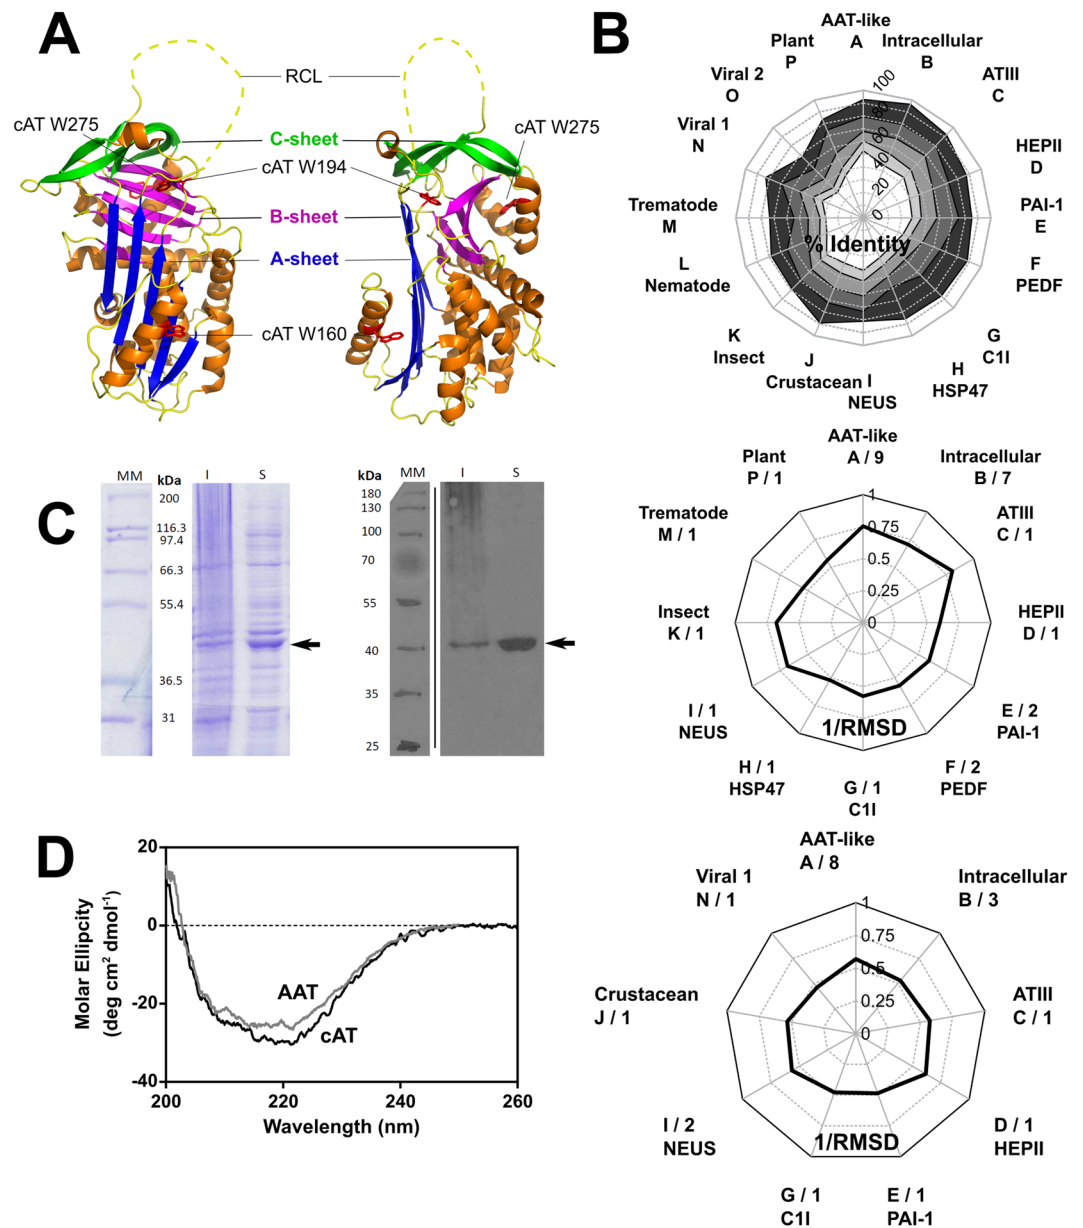 A
RCL
cAT W275
C-sheet
cAT W194
cAT W275
B-sheet
A-sheet
cAT W160
B
AAT-like
A
Intracellular
B
ATIII
C
HEPII
D
PAI-1
E
F
PEDF
G
C1I
H
HSP47
I
NEUS
J
Crustacean
K
Insect
L
Nematode
Trematode
M
Viral 1
N
Viral 2
O
Plant
P
100
80
60
40
20
0
% Identity
C
MM
kDa
I
S
200
116.3
97.4
66.3
55.4
36.5
31
kDa
MM
I
S
180
130
100
70
55
40
35
25
AAT-like
A / 9
Intracellular
B / 7
ATIII
C / 1
HEPII
D / 1
E / 2
PAI-1
F / 2
PEDF
G / 1
C1I
H / 1
HSP47
I / 1
NEUS
Insect
K / 1
Trematode
M / 1
Plant
P / 1
1
0.75
0.5
0.25
0
1/RMSD
D
20
0
-20
-40
Molar Ellipcity
(deg cm2 dmol-1)
AAT
cAT
200
220
240
260
Wavelength (nm)
AAT-like
A / 8
Intracellular
B / 3
ATIII
C / 1
D / 1
HEPII
E / 1
PAI-1
G / 1
C1I
I / 2
NEUS
Crustacean
J / 1
Viral 1
N / 1
1
0.75
0.5
0.25
0
1/RMSD